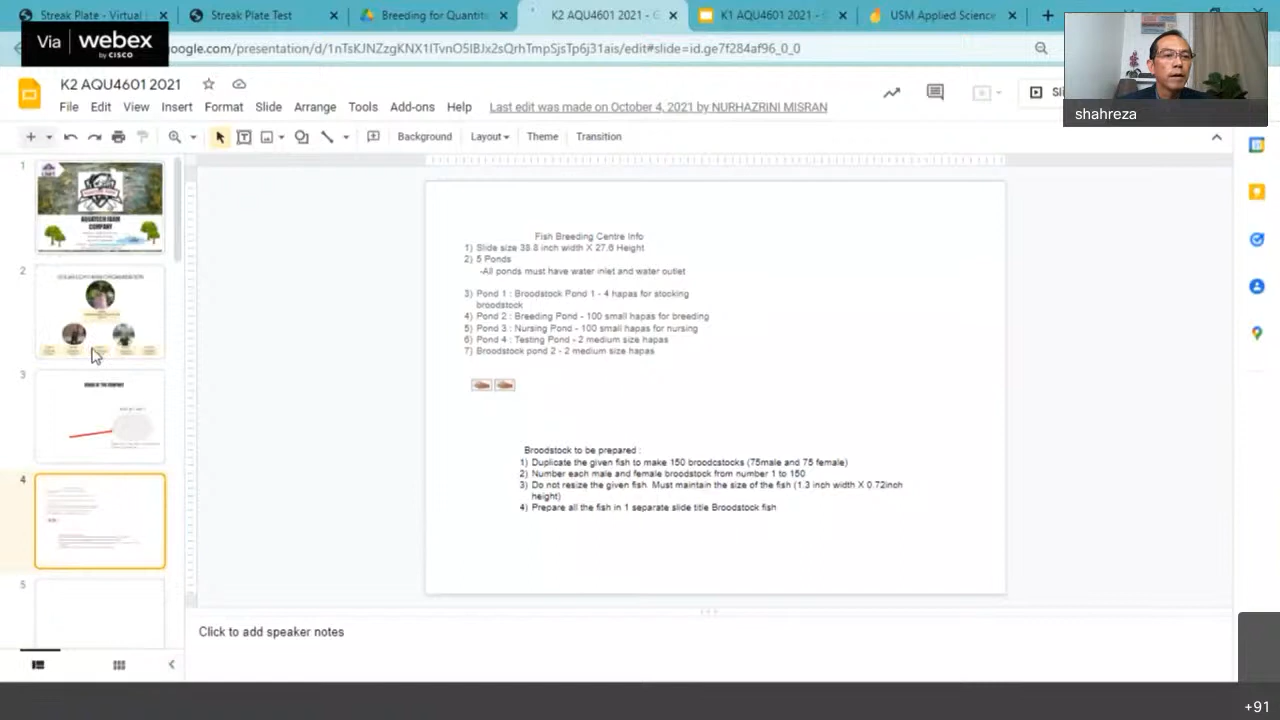 Streak Plate - Virtual
Streak Plate Test
Breeding for Quantita
K2 AQU4601 2021 - G
K1 AQU4601 2021 -
USM Applied Science
Via webex
by CISCO
google.com/presentation/d/1nTsKJNZzgKNX1ITvnO5IBJx2sQrhTmpSjsTp6j31ais/edit#slide=id.ge7f284af96_0_0
K2 AQU4601 2021
File Edit View Insert Format Slide Arrange Tools Add-ons Help Last edit was made on October 4, 2021 by NURHAZRINI MISRAN
shahreza
Background Layout Theme Transition
1
AQUATECH FARM
COMPANY
2
3
4
5
Fish Breeding Centre Info
1) Slide size 38.8 inch width X 27.6 Height
2) 5 Ponds
-All ponds must have water inlet and water outlet
3) Pond 1 : Broodstock Pond 1 - 4 hapas for stocking
broodstock
4) Pond 2 : Breeding Pond - 100 small hapas for breeding
5) Pond 3 : Nursing Pond - 100 small hapas for nursing
6) Pond 4 : Testing Pond - 2 medium size hapas
7) Broodstock pond 2 - 2 medium size hapas
Broodstock to be prepared :
1) Duplicate the given fish to make 150 broodcstocks (75male and 75 female)
2) Number each male and female broodstock from number 1 to 150
3) Do not resize the given fish. Must maintain the size of the fish (1.3 inch width X 0.72inch
height)
4) Prepare all the fish in 1 separate slide title Broodstock fish
Click to add speaker notes
+91